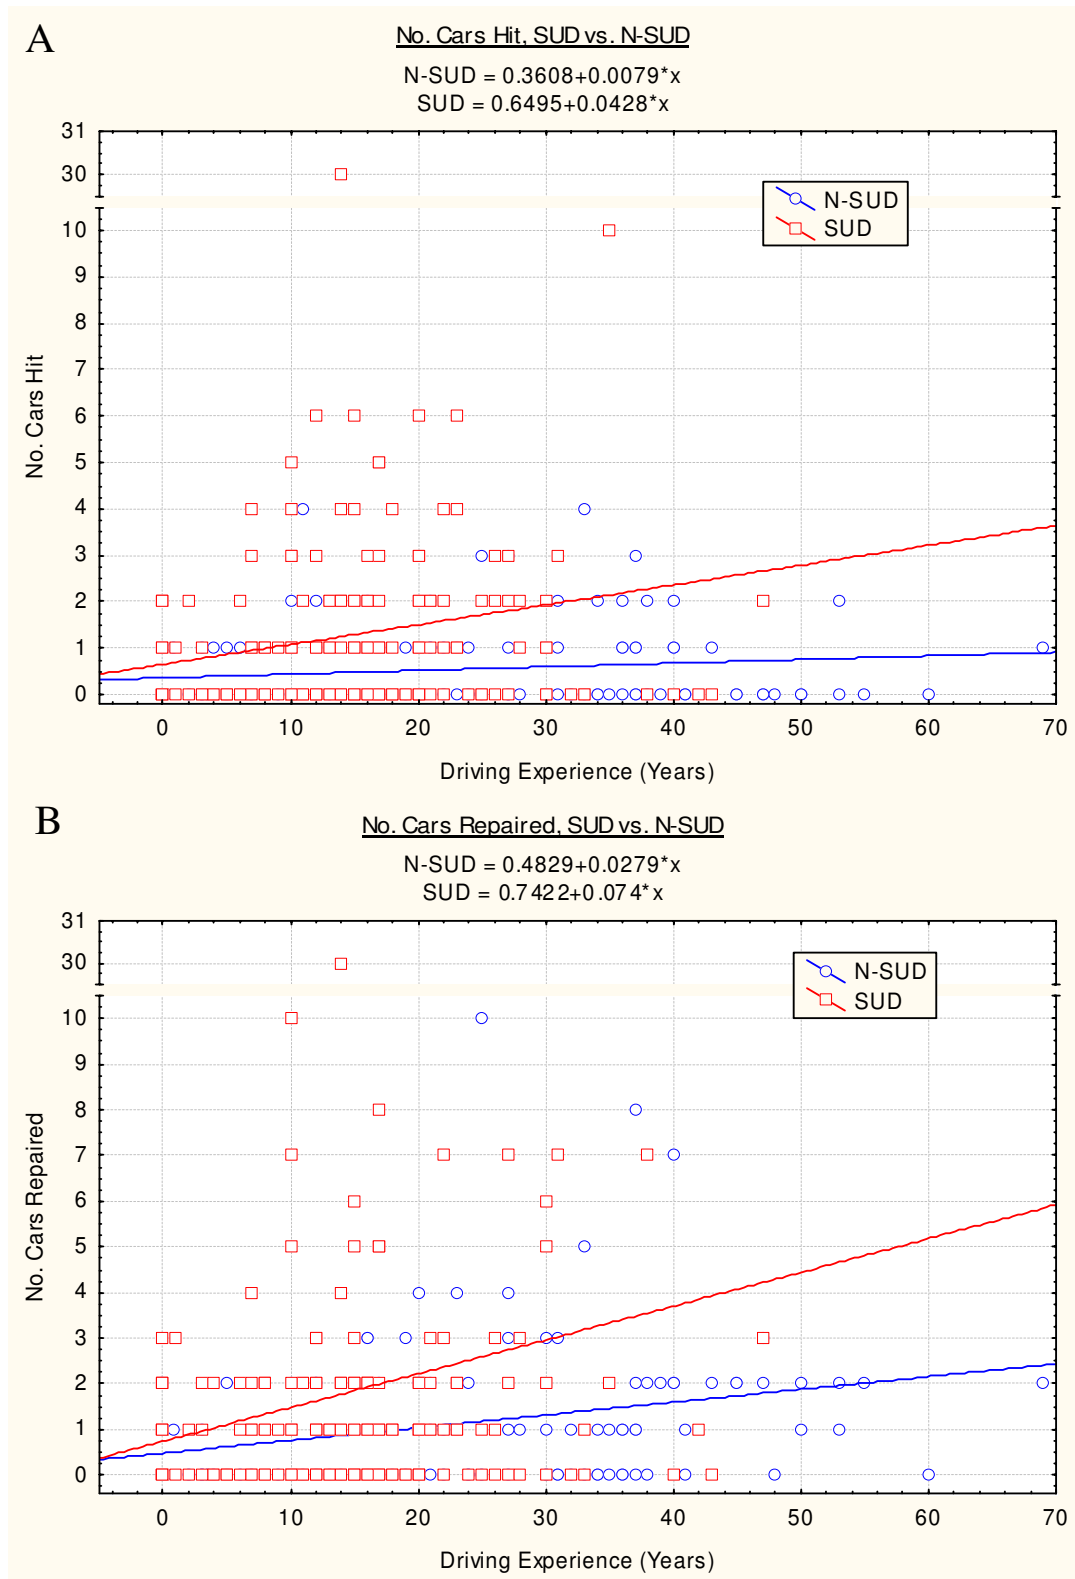 A
No. Cars Hit, SUD vs. N-SUD
N-SUD = 0.3608+0.0079*x
SUD = 0.6495+0.0428*x
31
30
10
9
8
7
6
5
4
3
2
1
0
No. Cars Hit
N-SUD
SUD
0 10 20 30 40 50 60 70
Driving Experience (Years)
B
No. Cars Repaired, SUD vs. N-SUD
N-SUD = 0.4829+0.0279*x
SUD = 0.7422+0.074*x
31
30
10
9
8
7
6
5
4
3
2
1
0
No. Cars Repaired
N-SUD
SUD
0 10 20 30 40 50 60 70
Driving Experience (Years)